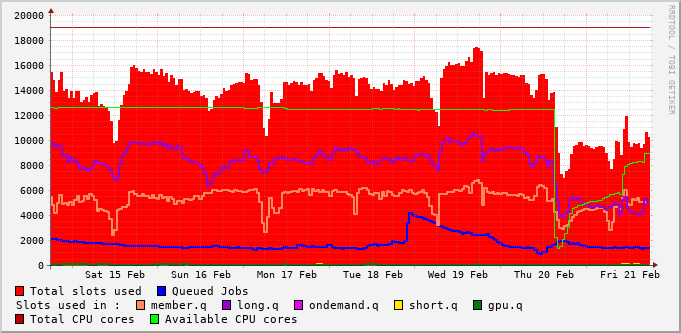 RRDTOOL / TOBI OETIKER
20000
18000
16000
14000
12000
10000
8000
6000
4000
2000
0
Sat 15 Feb Sun 16 Feb Mon 17 Feb Tue 18 Feb Wed 19 Feb Thu 20 Feb Fri 21 Feb
Total slots used Queued Jobs
Slots used in : member.q long.q ondemand.q short.q gpu.q
Total CPU cores Available CPU cores